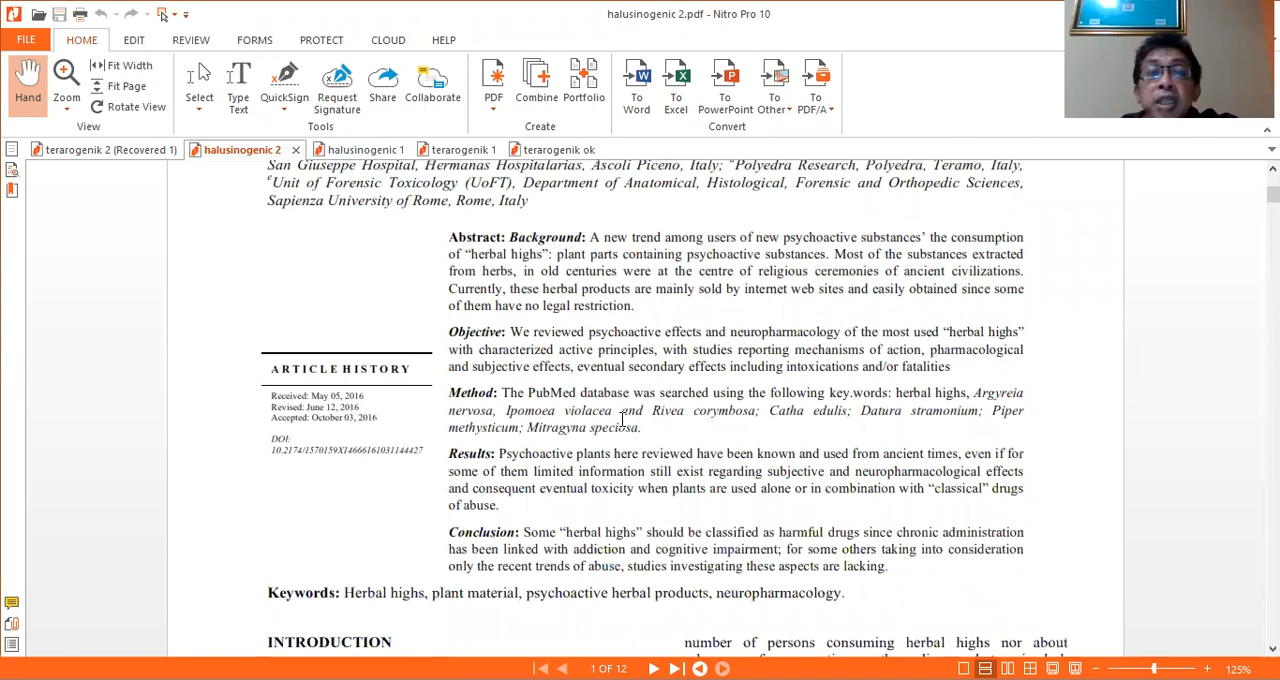 halusinogenic 2.pdf - Nitro Pro 10
FILE HOME EDIT REVIEW FORMS PROTECT CLOUD HELP
Hand
Zoom
Fit Width
Fit Page
Rotate View
View
Select
Type Text
QuickSign
Request Signature
Share
Collaborate
Tools
PDF
Combine
Portfolio
Create
To Word
To Excel
To PowerPoint
To Other
To PDF/A
Convert
terarogenik 2 (Recovered 1) halusinogenic 2 halusinogenic 1 terarogenik 1 terarogenik ok
San Giuseppe Hospital, Hermanas Hospitalarias, Ascoli Piceno, Italy; Polyedra Research, Polyedra, Teramo, Italy,
eUnit of Forensic Toxicology (UoFT), Department of Anatomical, Histological, Forensic and Orthopedic Sciences,
Sapienza University of Rome, Rome, Italy
Abstract: Background: A new trend among users of new psychoactive substances’ the consumption
of “herbal highs”: plant parts containing psychoactive substances. Most of the substances extracted
from herbs, in old centuries were at the centre of religious ceremonies of ancient civilizations.
Currently, these herbal products are mainly sold by internet web sites and easily obtained since some
of them have no legal restriction.
Objective: We reviewed psychoactive effects and neuropharmacology of the most used “herbal highs”
with characterized active principles, with studies reporting mechanisms of action, pharmacological
and subjective effects, eventual secondary effects including intoxications and/or fatalities
Method: The PubMed database was searched using the following key.words: herbal highs, Argyreia
nervosa, Ipomoea violacea and Rivea corymbosa; Catha edulis; Datura stramonium; Piper
methysticum; Mitragyna speciosa.
Results: Psychoactive plants here reviewed have been known and used from ancient times, even if for
some of them limited information still exist regarding subjective and neuropharmacological effects
and consequent eventual toxicity when plants are used alone or in combination with “classical” drugs
of abuse.
Conclusion: Some “herbal highs” should be classified as harmful drugs since chronic administration
has been linked with addiction and cognitive impairment; for some others taking into consideration
only the recent trends of abuse, studies investigating these aspects are lacking.
ARTICLE HISTORY
Received: May 05, 2016
Revised: June 12, 2016
Accepted: October 03, 2016
DOI:
10.2174/1570159X14666161031144427
Keywords: Herbal highs, plant material, psychoactive herbal products, neuropharmacology.
INTRODUCTION
number of persons consuming herbal highs nor about
1 OF 12
125%